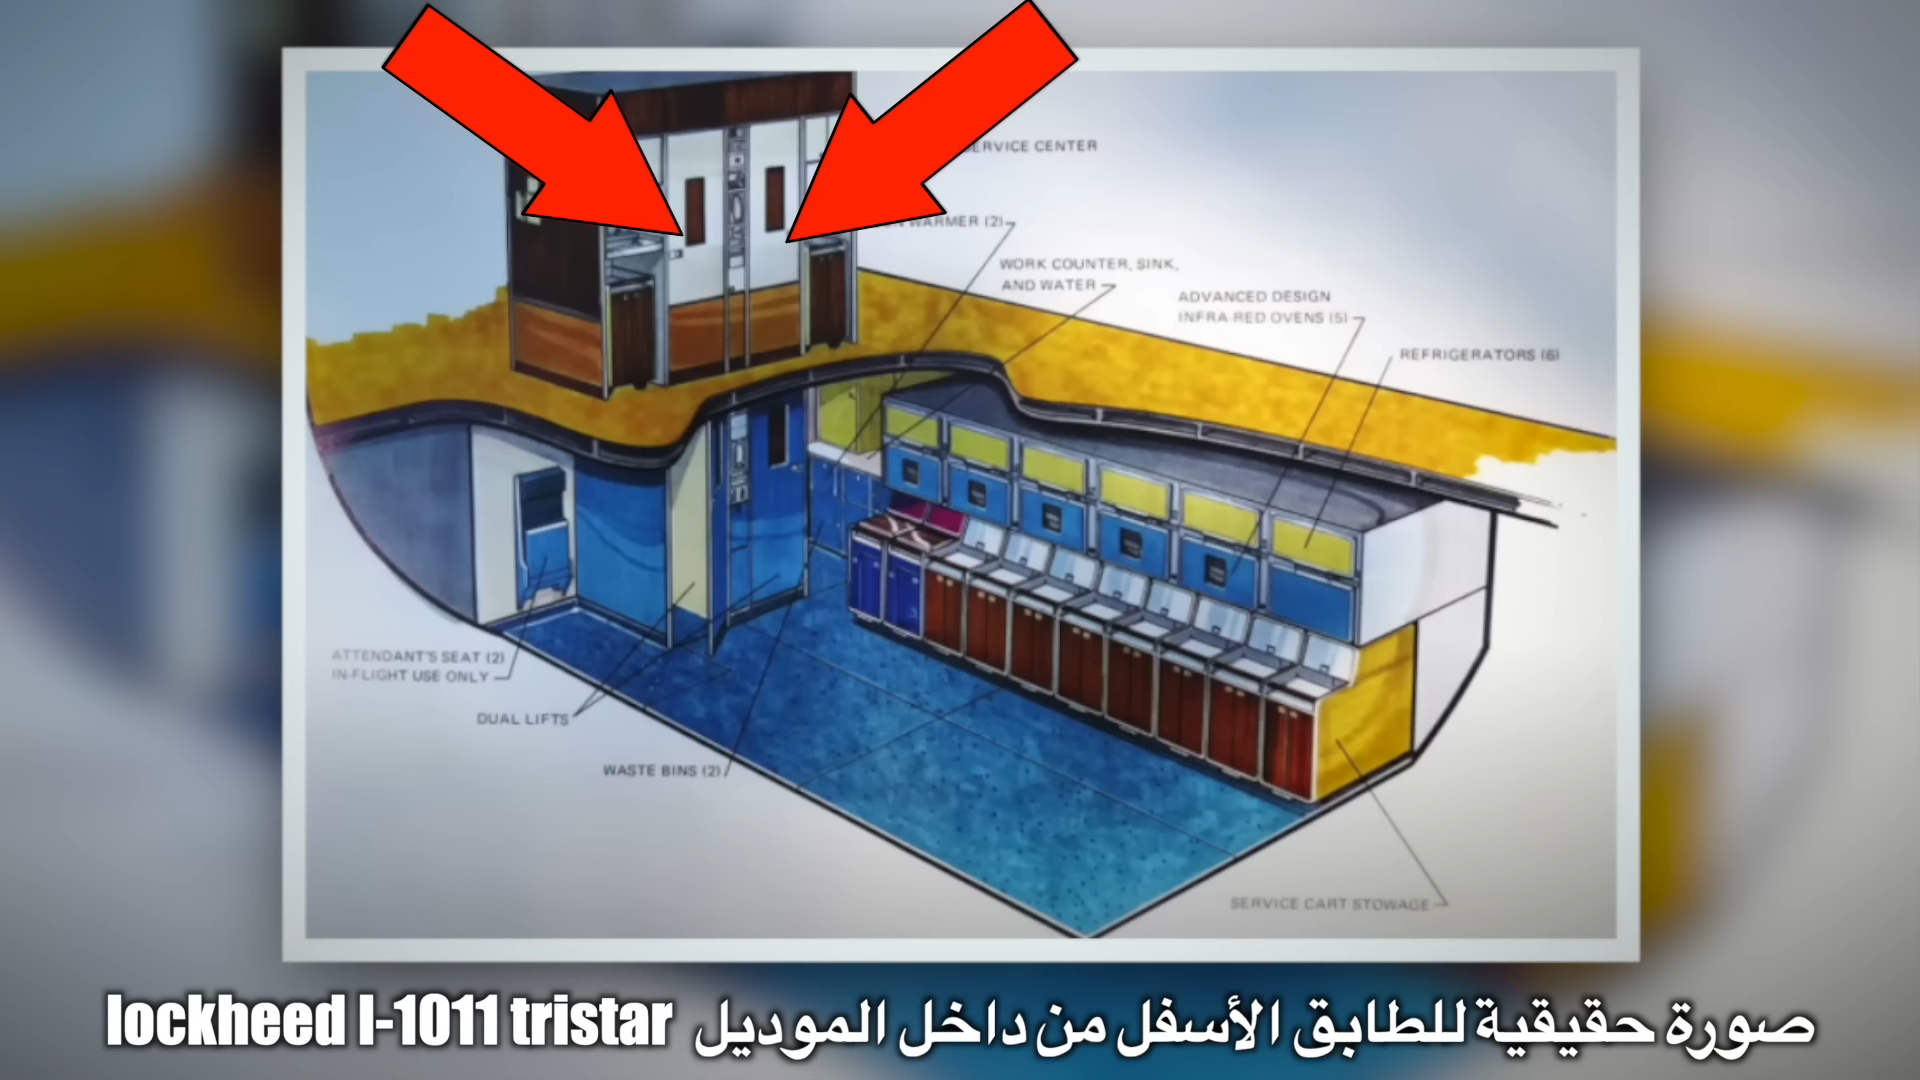 SERVICE CENTER
WARMER (2)
WORK COUNTER, SINK,
AND WATER
ADVANCED DESIGN
INFRA-RED OVENS (5)
REFRIGERATORS (6)
ATTENDANT'S SEAT (2)
IN-FLIGHT USE ONLY
DUAL LIFTS
WASTE BINS (2)
SERVICE CART STOWAGE
صورة حقيقية للطابق الأسفل من داخل الموديل lockheed l-1011 tristar